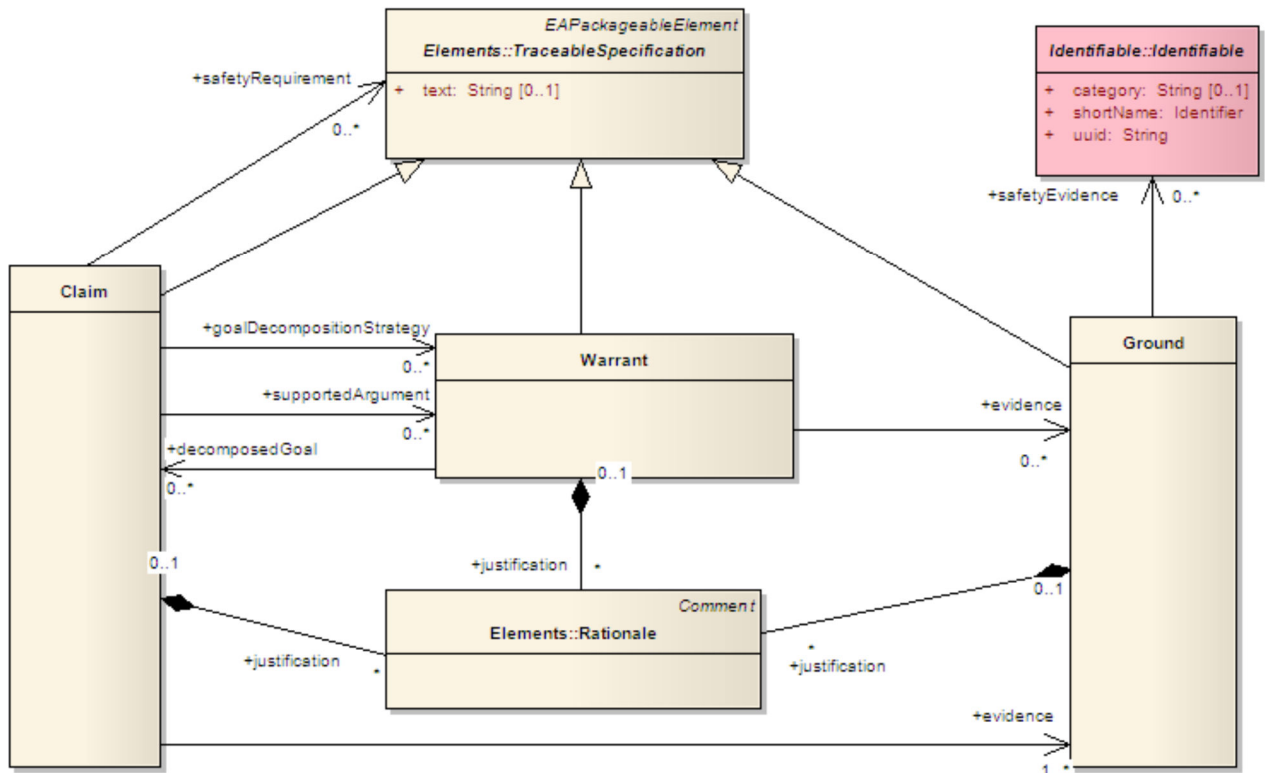 EAPackageableElement
Elements::TraceableSpecification
+ text: String [0..1]
Identifiable::Identifiable
+ category: String [0..1]
+ shortName: Identifier
+ uuid: String
+safetyRequirement
0..*
+safetyEvidence
0..*
Claim
+goalDecompositionStrategy
0..*
Warrant
Ground
+supportedArgument
0..*
+evidence
0..*
+decomposedGoal
0..*
0..1
0..1
+justification
*
0..1
Comment
Elements::Rationale
+justification
*
*
+justification
+evidence
1..*